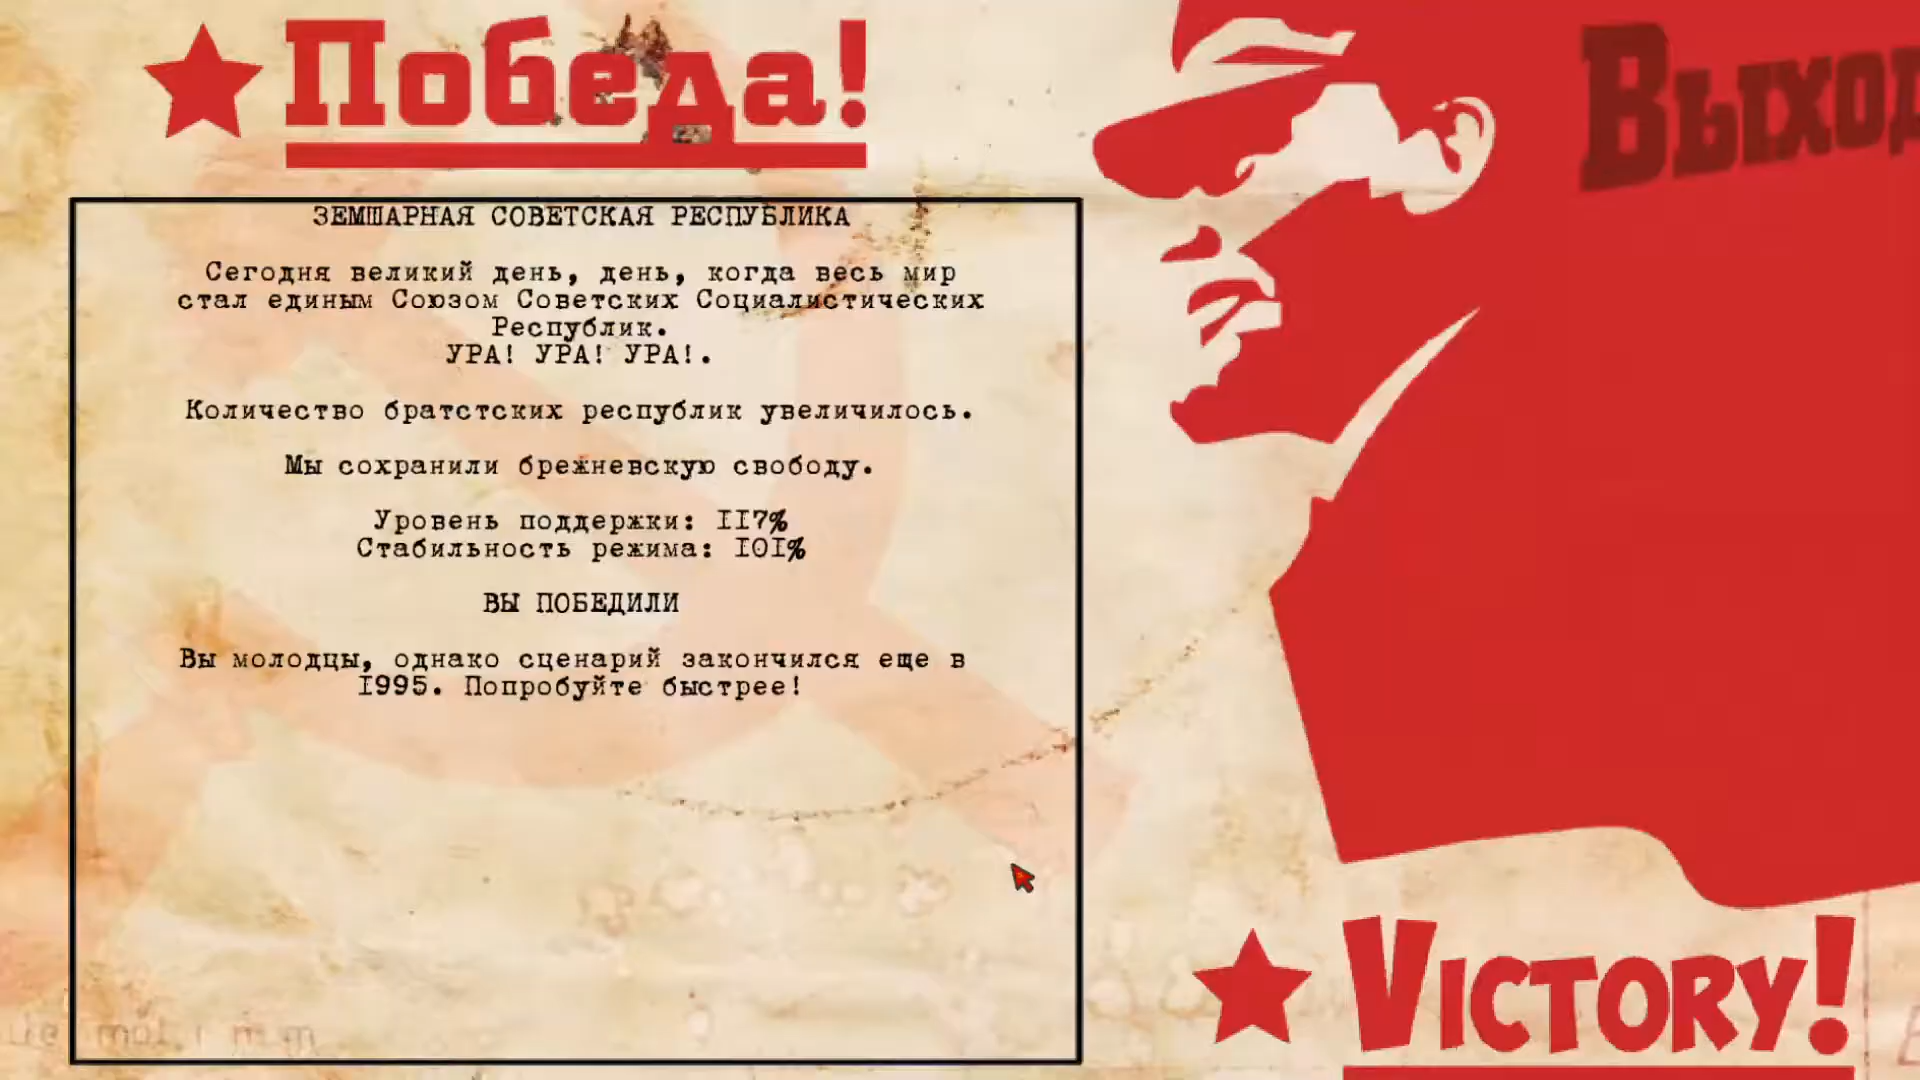 Победа!
Выход
ЗЕМШАРНАЯ СОВЕТСКАЯ РЕСПУБЛИКА
Сегодня великий день, день, когда весь мир
стал единым Союзом Советских Социалистических
Республик.
УРА! УРА! УРА!.
Количество братстских республик увеличилось.
Мы сохранили брежневскую свободу.
Уровень поддержки: 117%
Стабильность режима: 101%
ВЫ ПОБЕДИЛИ
Вы молодцы, однако сценарий закончился еще в
1995. Попробуйте быстрее!
VICTORY!